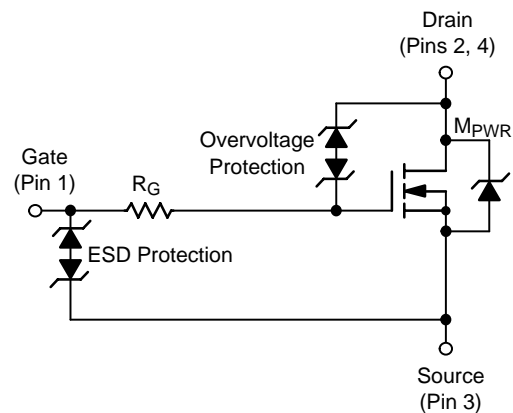 Drain
(Pins 2, 4)
MPWR
Overvoltage
Protection
Gate
(Pin 1)
RG
ESD Protection
Source
(Pin 3)